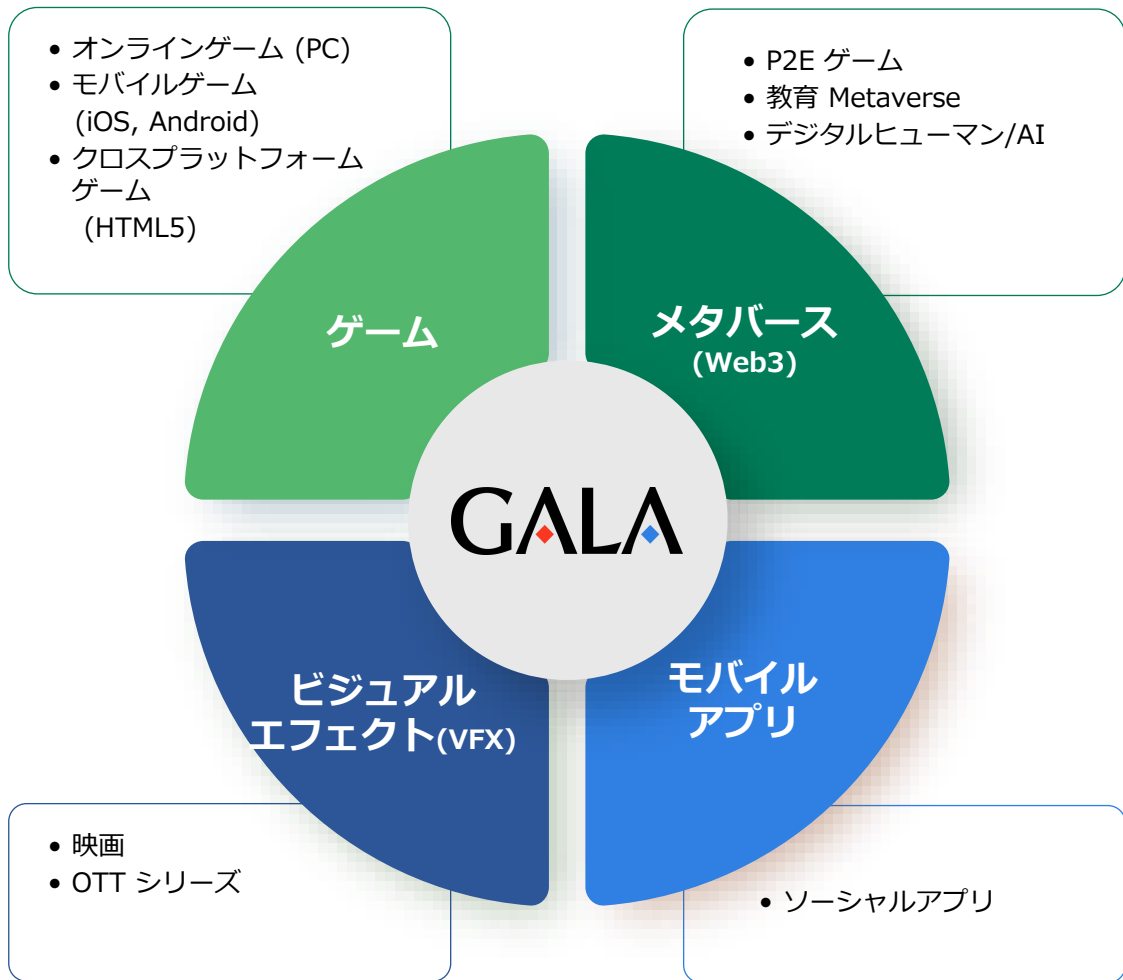 • オンラインゲーム (PC)
• モバイルゲーム
(iOS, Android)
• クロスプラットフォーム
ゲーム
(HTML5)
• P2E ゲーム
• 教育 Metaverse
• デジタルヒューマン/AI
ゲーム
メタバース
(Web3)
GALA
ビジュアル
エフェクト(VFX)
モバイル
アプリ
• 映画
• OTT シリーズ
• ソーシャルアプリ